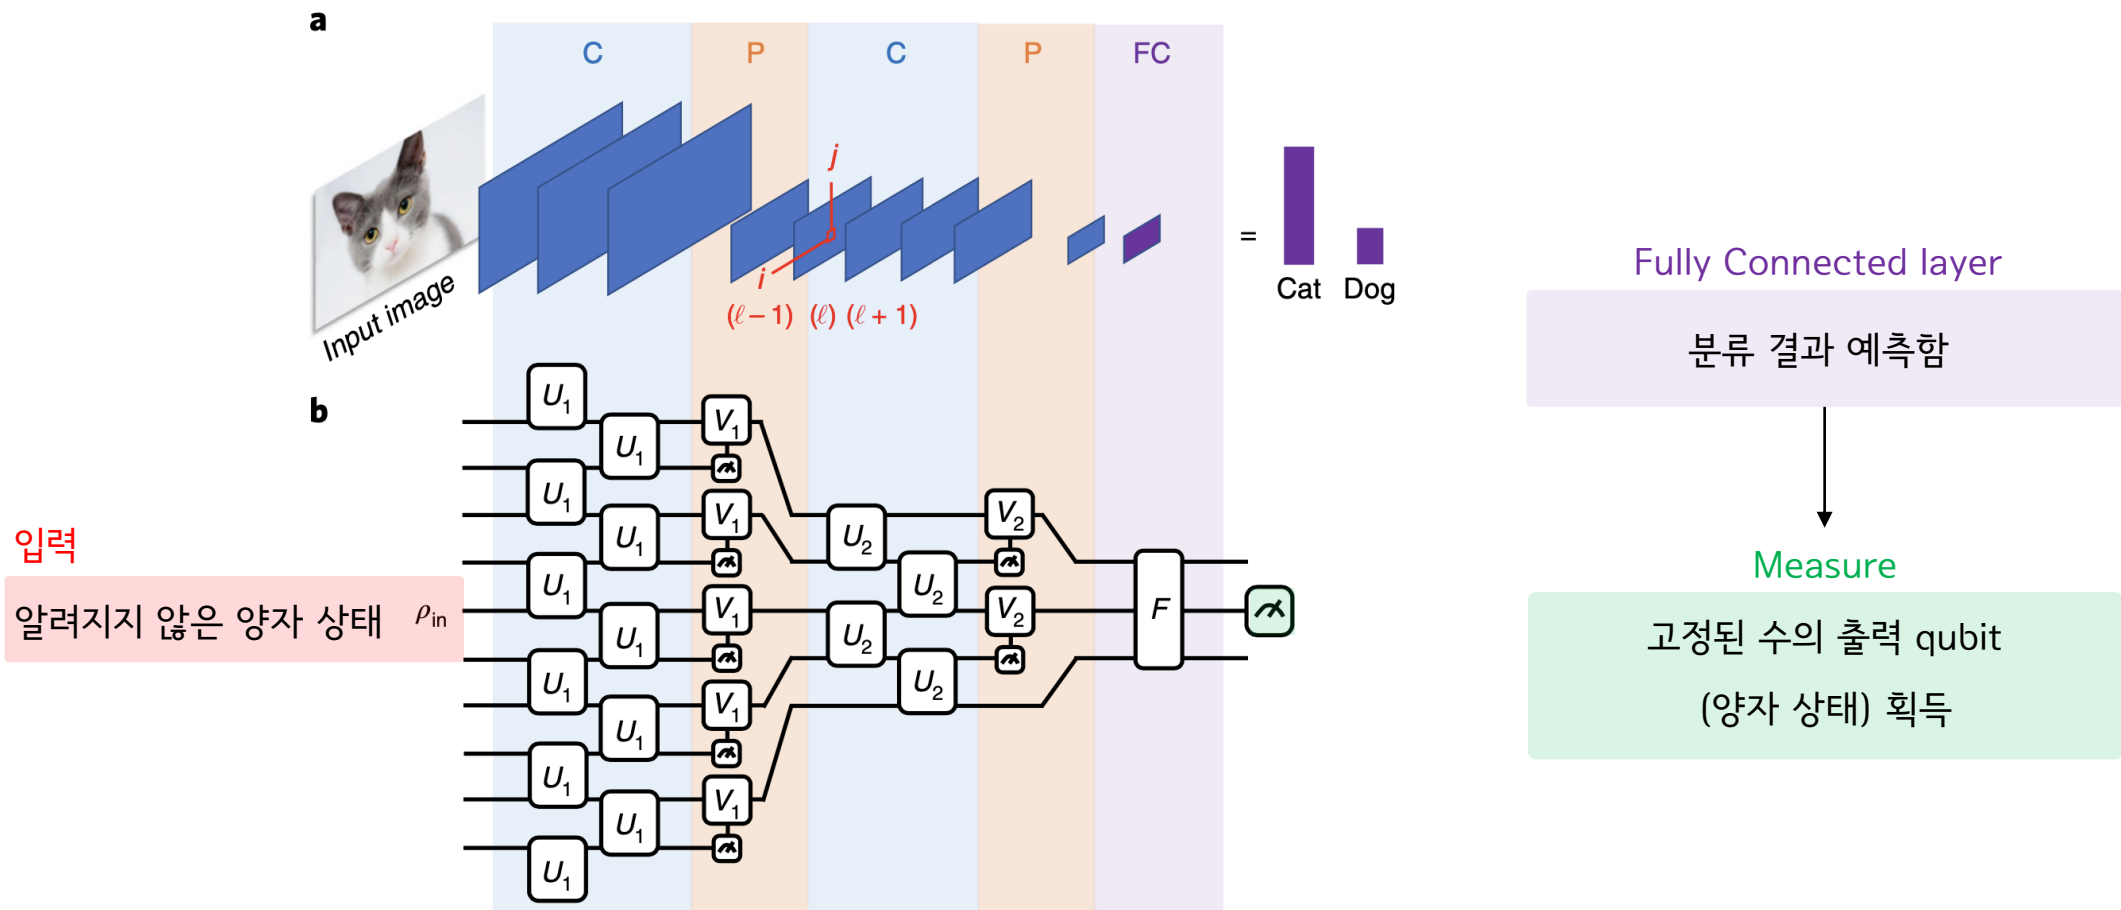 a
C P C P FC
Input image
j
i
(ℓ − 1) (ℓ) (ℓ + 1)
=
Cat Dog
b
U1
U1
U1
U1
U1
U1
U1
U1
U1
U1
U1
V1
V1
V1
V1
V1
U2
U2
U2
U2
V2
V2
F
입력
알려지지 않은 양자 상태 ρin
Fully Connected layer
분류 결과 예측함
Measure
고정된 수의 출력 qubit
(양자 상태) 획득